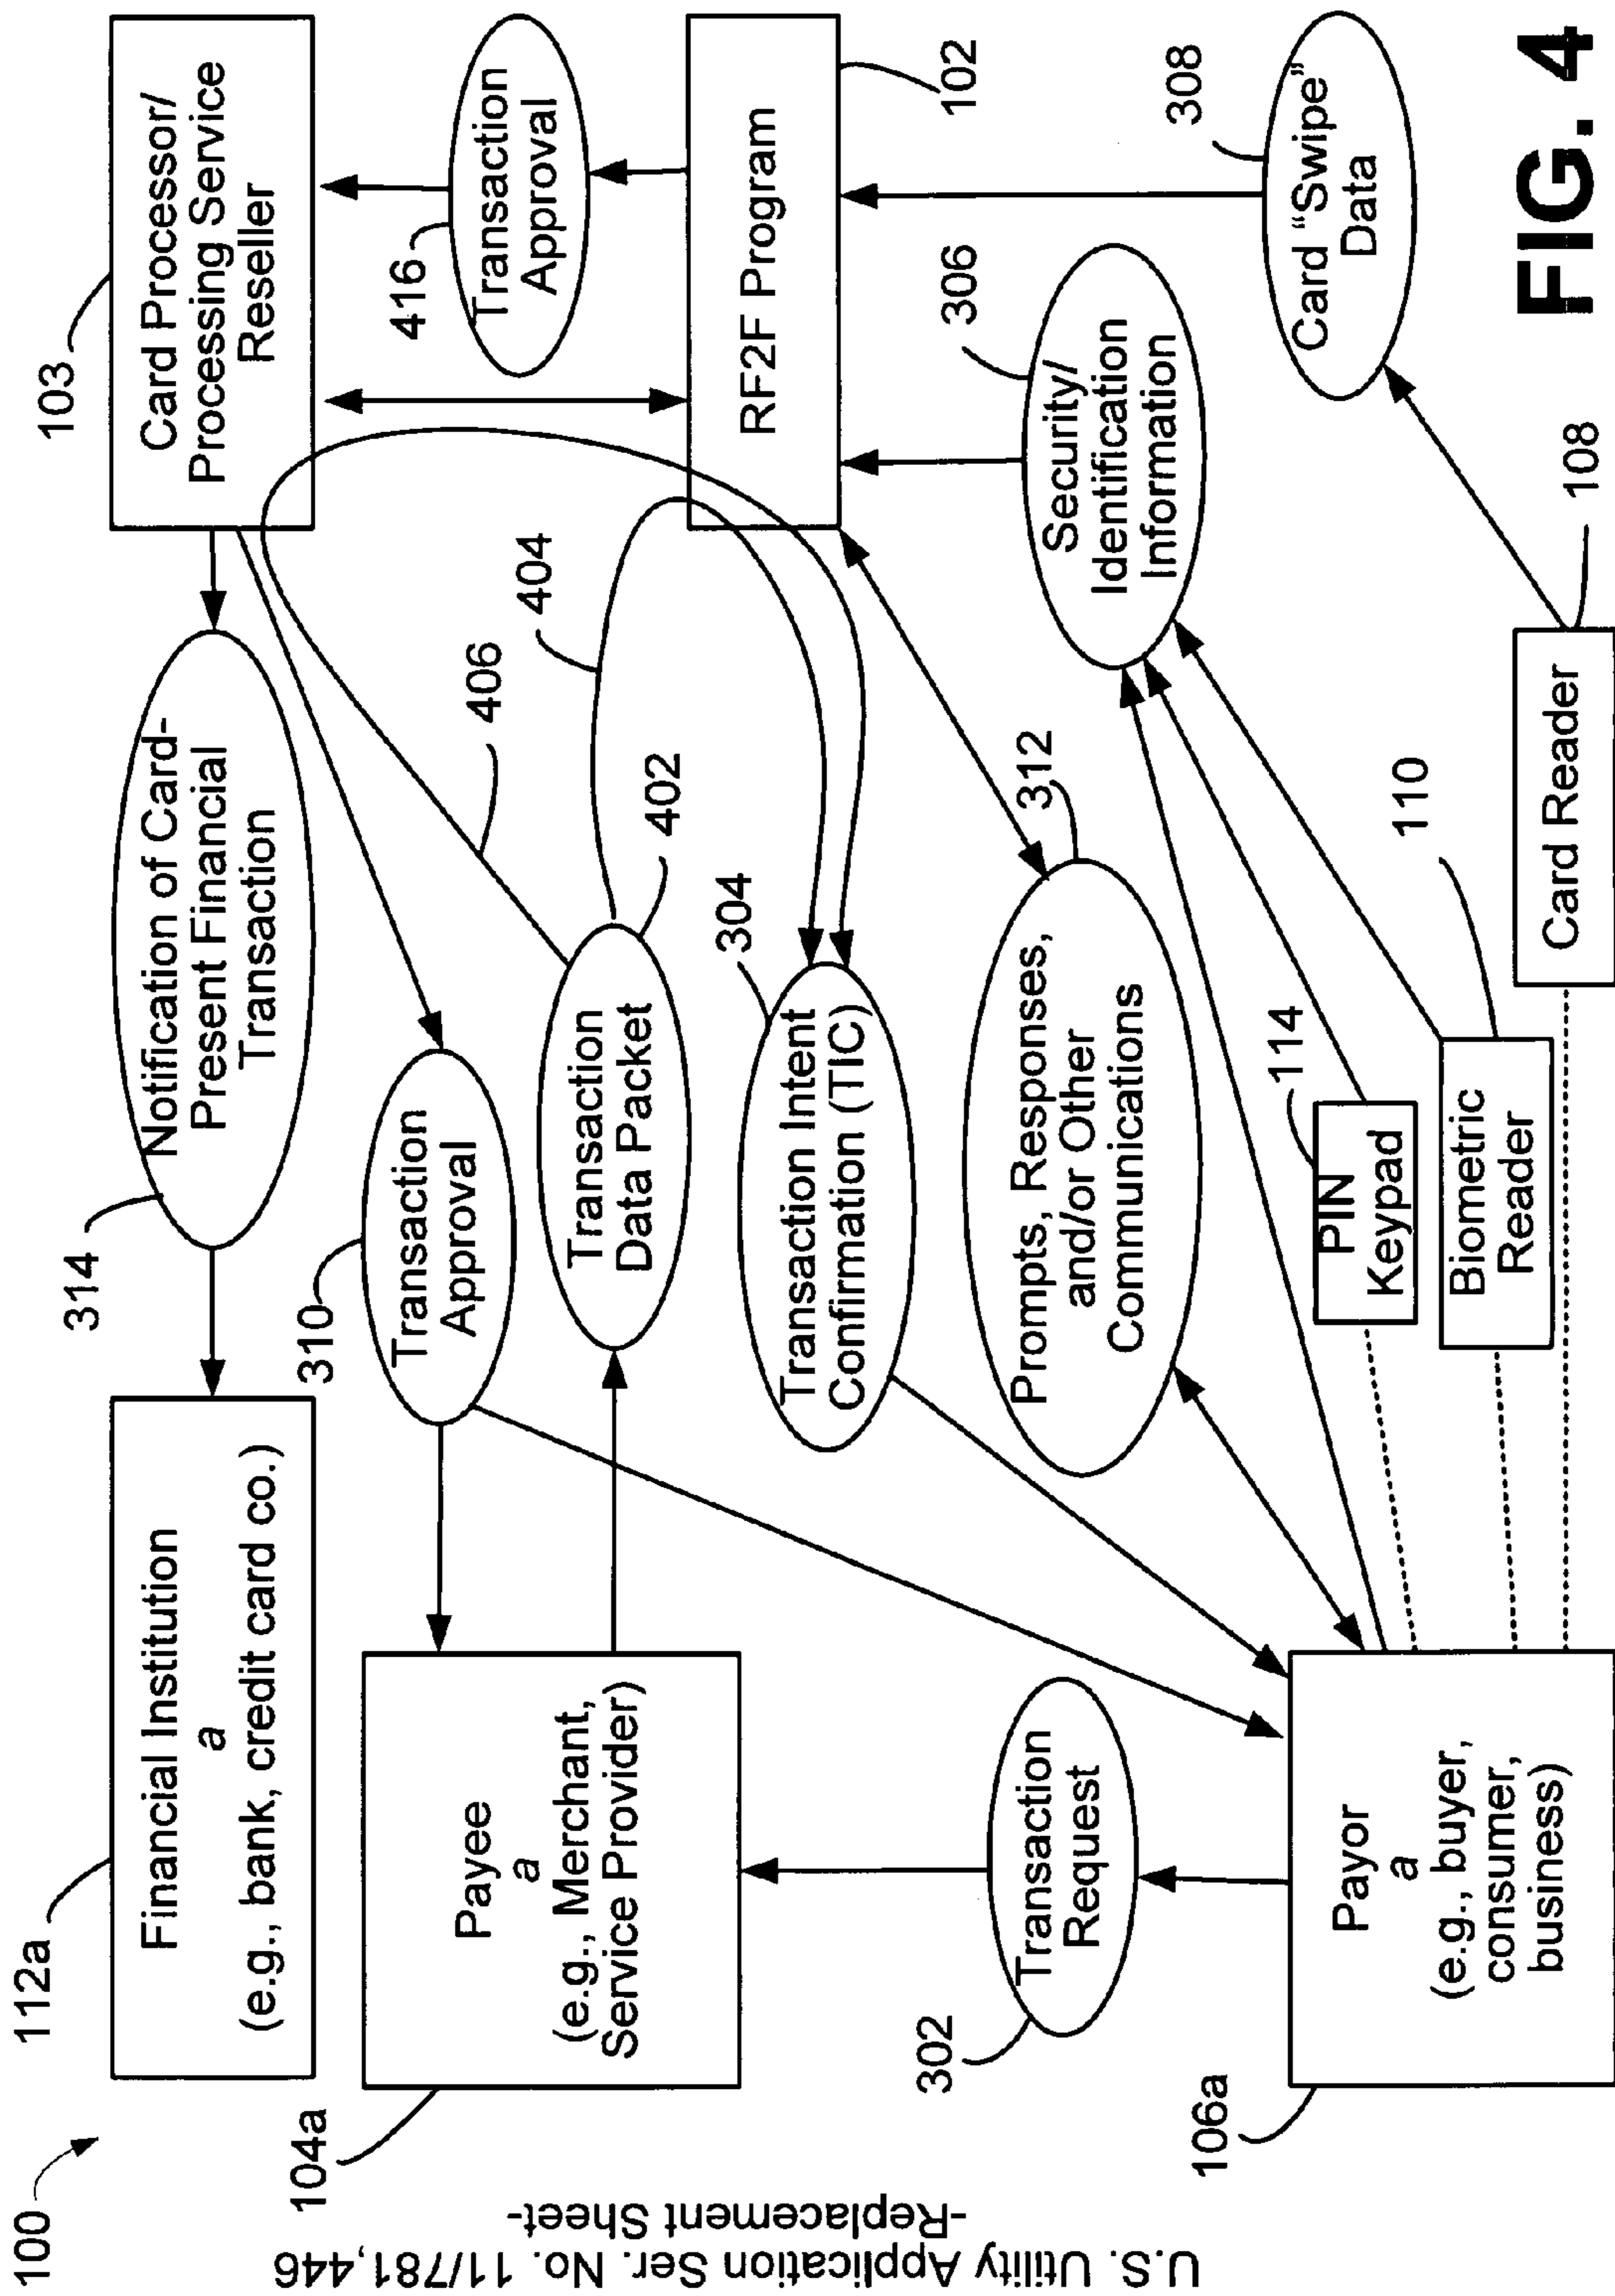 U.S. Utility Application Ser. No. 11/781,446
-Replacement Sheet-
100
112a
Financial Institution
a
(e.g., bank, credit card co.)
314
Notification of Card-
Present Financial
Transaction
103
Card Processor/
Processing Service
Reseller
104a
Payee
a
(e.g., Merchant,
Service Provider)
310
Transaction
Approval
406
404
416
Transaction
Approval
Transaction
Data Packet
402
RF2F Program
102
304
Transaction Intent
Confirmation (TIC)
302
Transaction
Request
Prompts, Responses,
and/or Other
Communications
312
Security/
Identification
Information
306
308
Card "Swipe"
Data
106a
Payor
a
(e.g., buyer,
consumer,
business)
114
PIN
Keypad
110
Biometric
Reader
Card Reader
108
FIG. 4